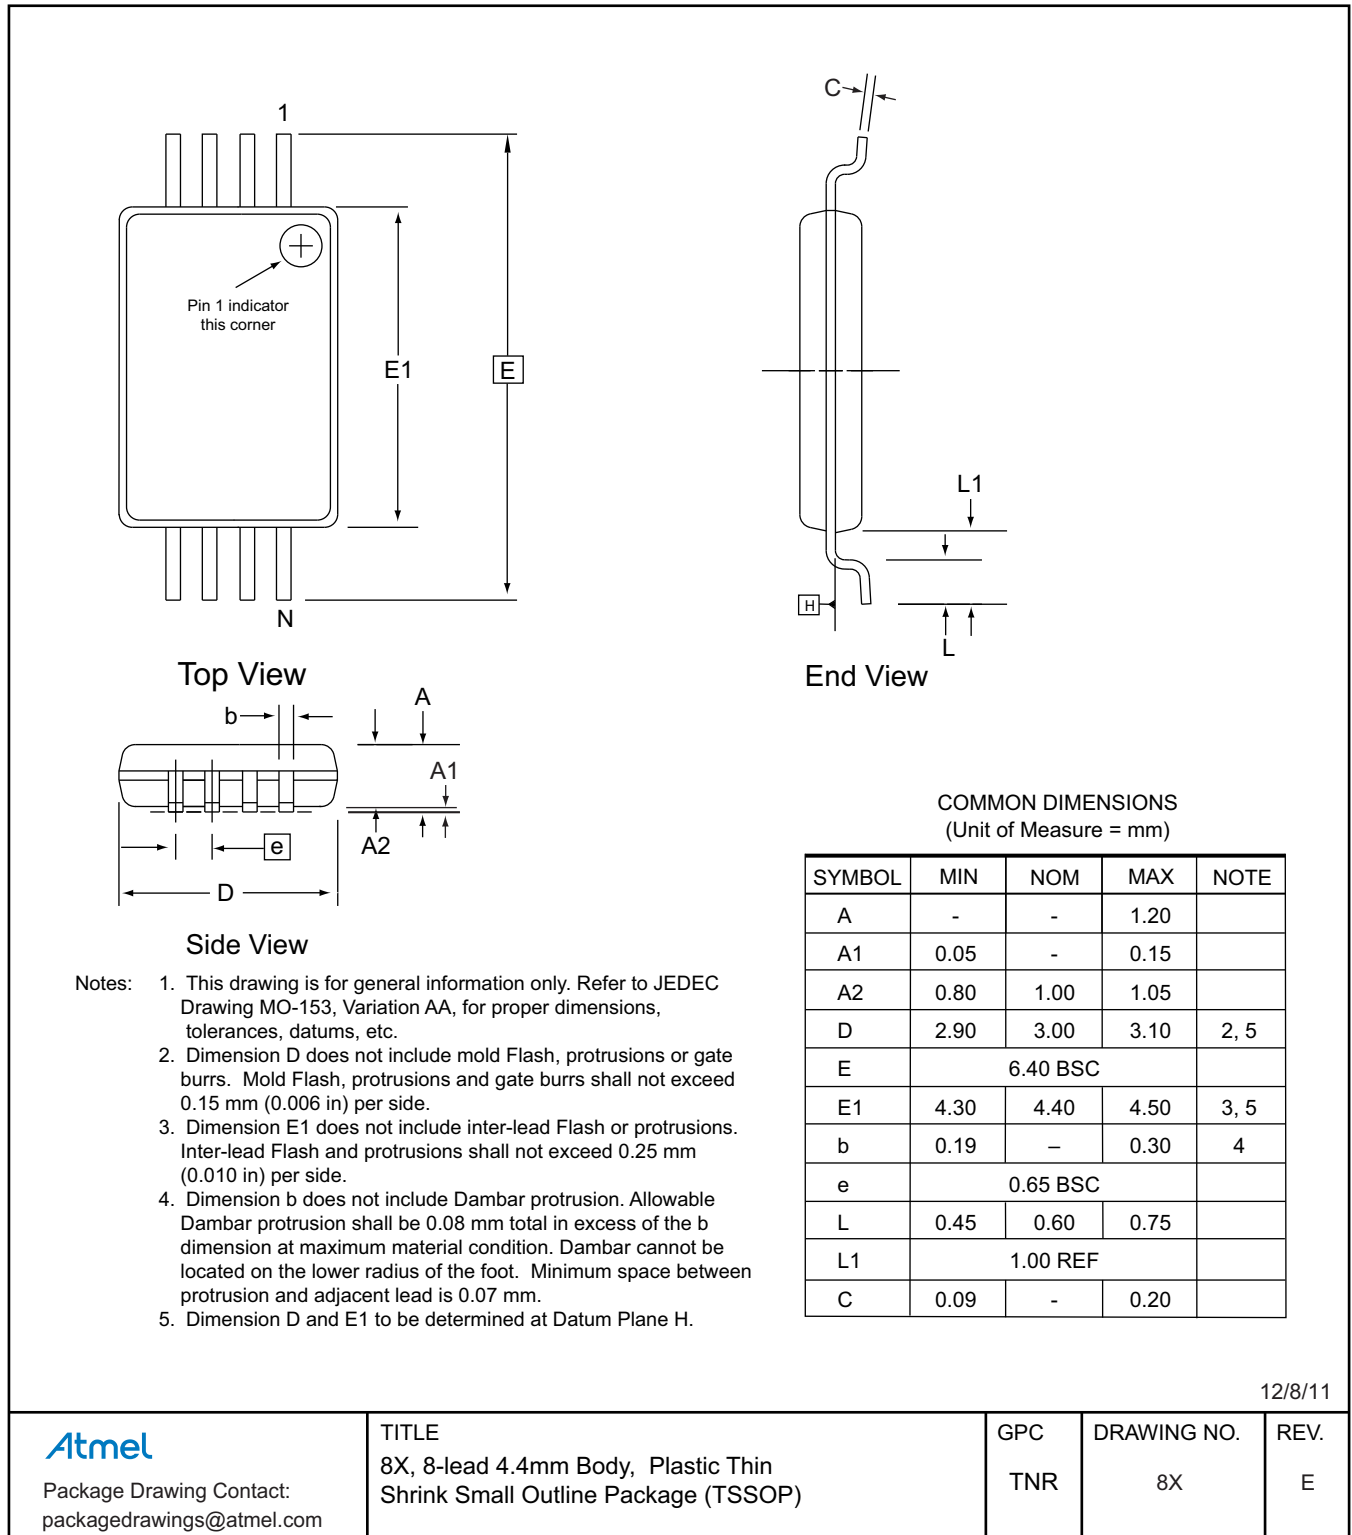 1
Pin 1 indicator
this corner
E1
E
N
Top View
C
L1
H
L
End View
b
A
A1
e
A2
D
Side View
COMMON DIMENSIONS
(Unit of Measure = mm)
SYMBOL MIN NOM MAX NOTE
A - - 1.20
A1 0.05 - 0.15
A2 0.80 1.00 1.05
D 2.90 3.00 3.10 2, 5
E 6.40 BSC
E1 4.30 4.40 4.50 3, 5
b 0.19 – 0.30 4
e 0.65 BSC
L 0.45 0.60 0.75
L1 1.00 REF
C 0.09 - 0.20
Notes: 1. This drawing is for general information only. Refer to JEDEC
Drawing MO-153, Variation AA, for proper dimensions,
tolerances, datums, etc.
2. Dimension D does not include mold Flash, protrusions or gate
burrs. Mold Flash, protrusions and gate burrs shall not exceed
0.15 mm (0.006 in) per side.
3. Dimension E1 does not include inter-lead Flash or protrusions.
Inter-lead Flash and protrusions shall not exceed 0.25 mm
(0.010 in) per side.
4. Dimension b does not include Dambar protrusion. Allowable
Dambar protrusion shall be 0.08 mm total in excess of the b
dimension at maximum material condition. Dambar cannot be
located on the lower radius of the foot. Minimum space between
protrusion and adjacent lead is 0.07 mm.
5. Dimension D and E1 to be determined at Datum Plane H.
12/8/11
Atmel
Package Drawing Contact:
packagedrawings@atmel.com
TITLE
8X, 8-lead 4.4mm Body, Plastic Thin
Shrink Small Outline Package (TSSOP)
GPC
TNR
DRAWING NO.
8X
REV.
E